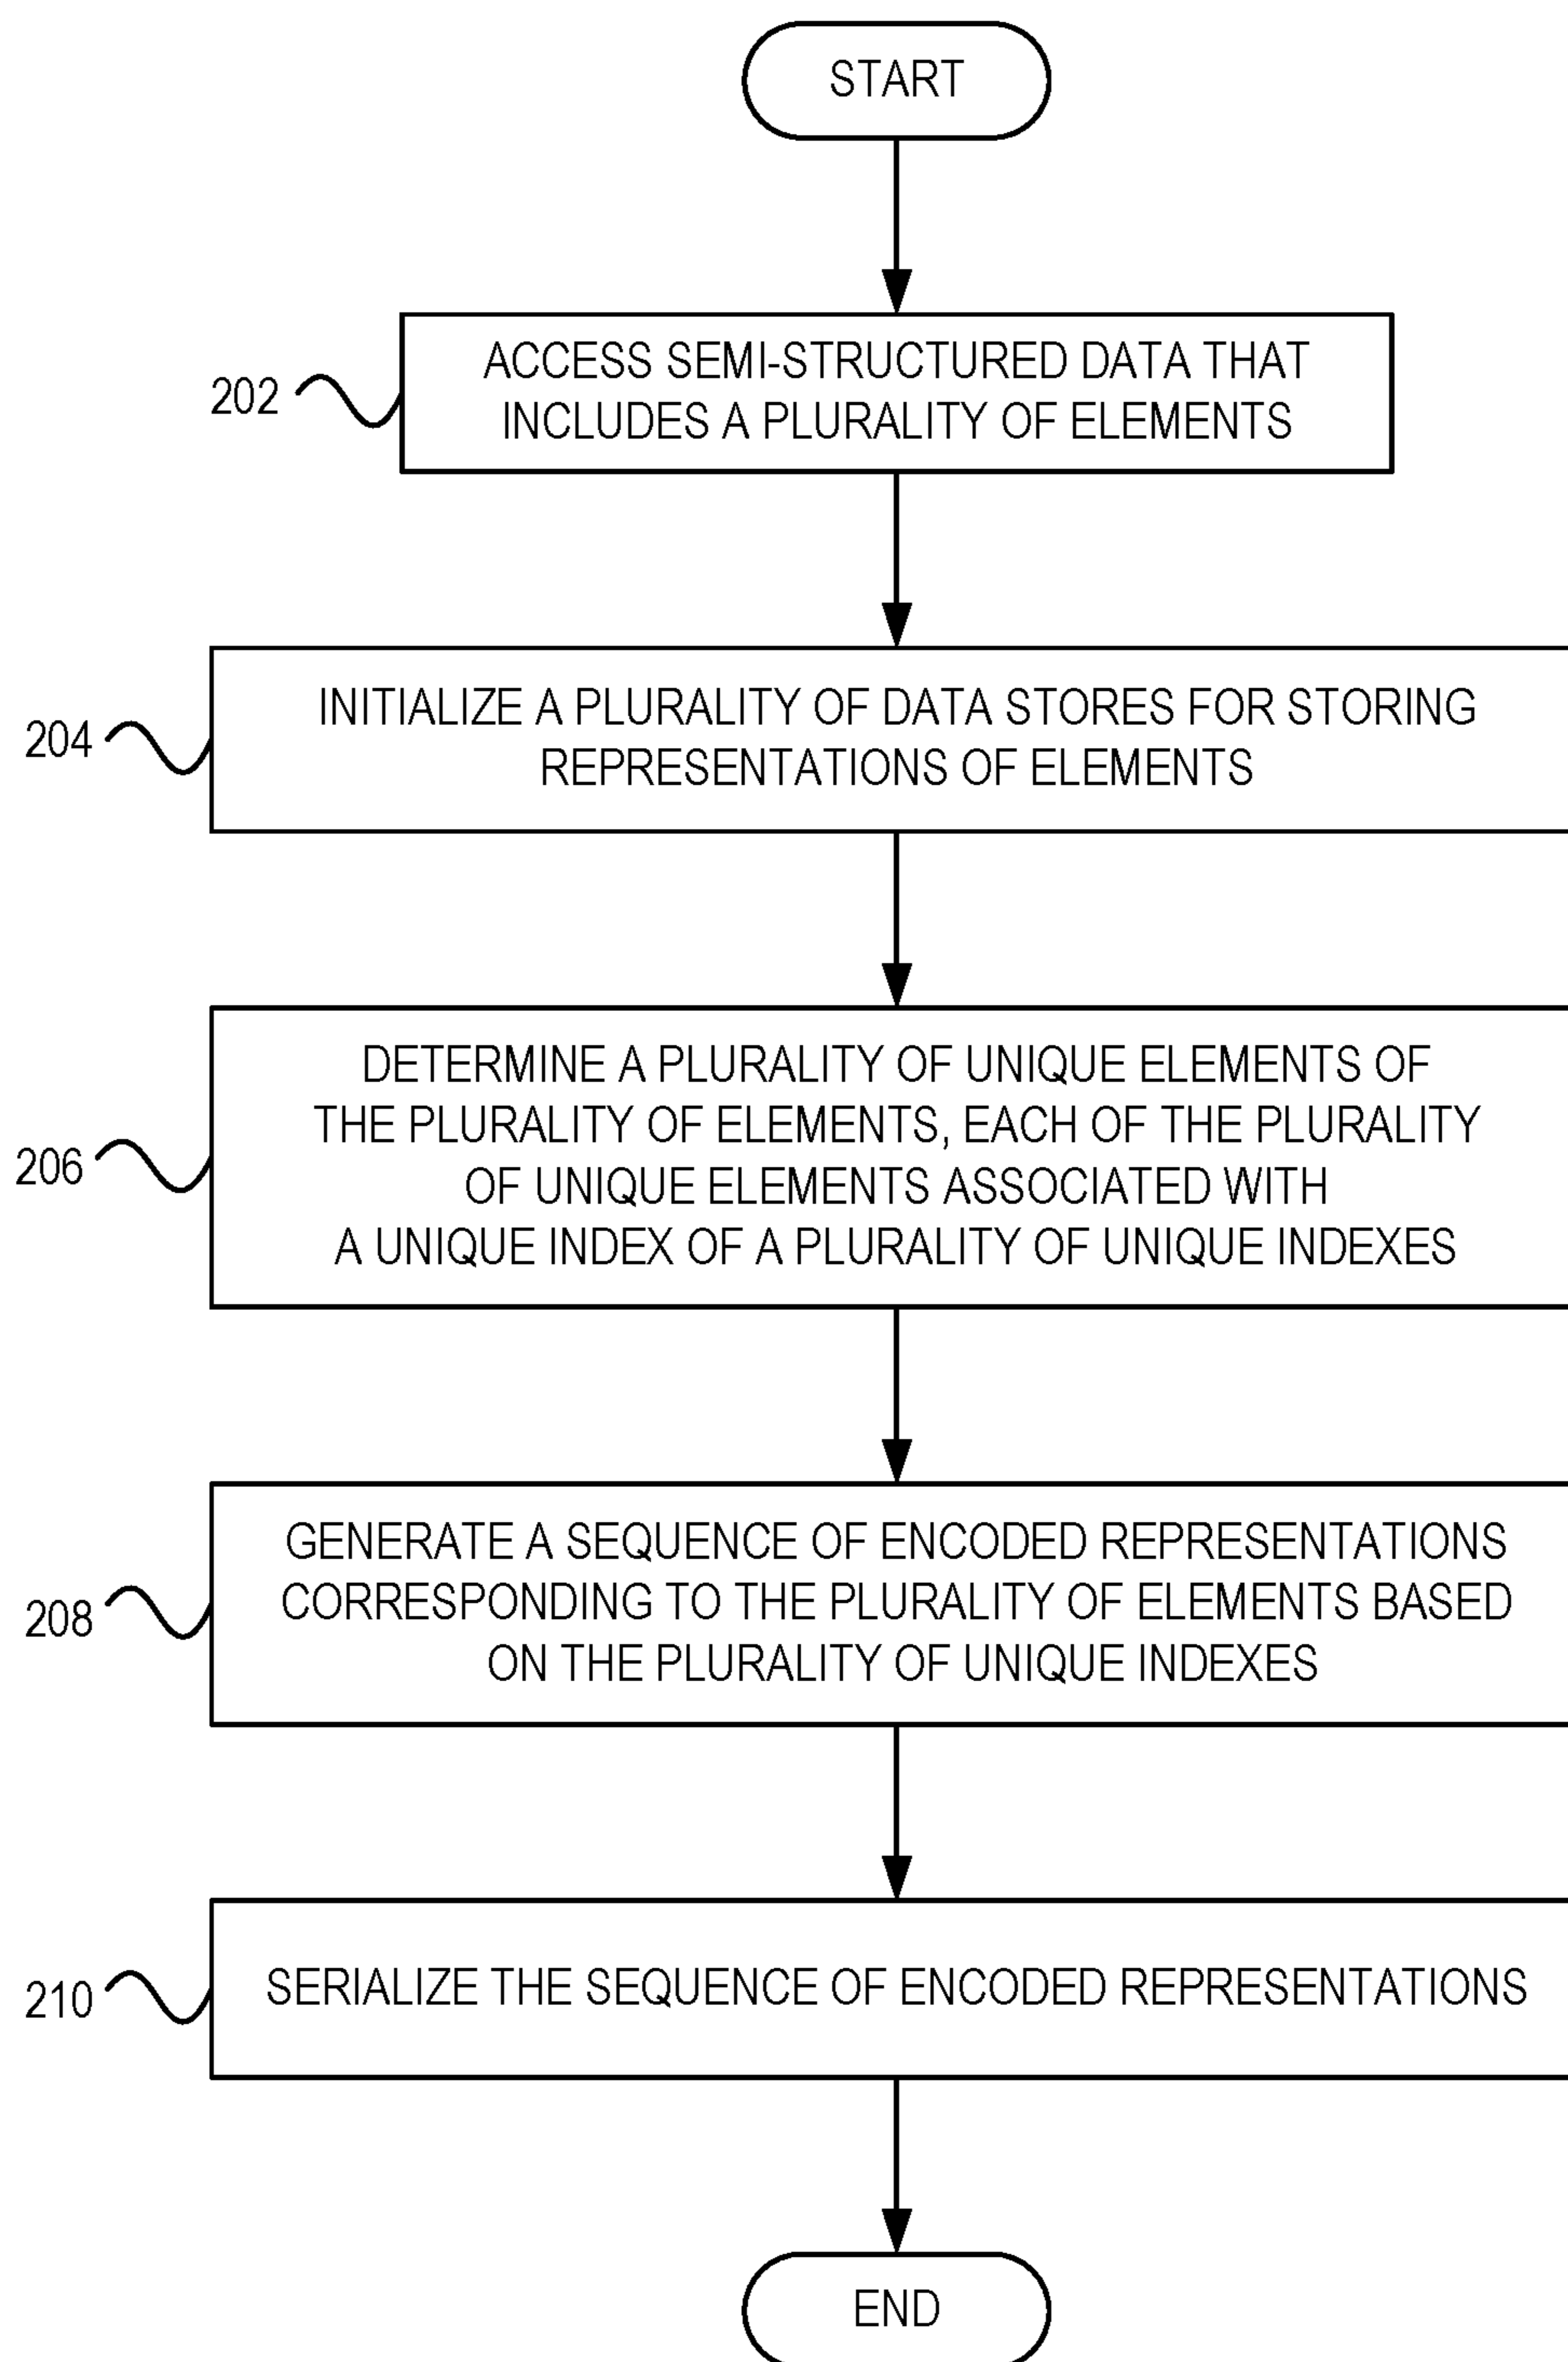 START
202
ACCESS SEMI-STRUCTURED DATA THAT
INCLUDES A PLURALITY OF ELEMENTS
204
INITIALIZE A PLURALITY OF DATA STORES FOR STORING
REPRESENTATIONS OF ELEMENTS
206
DETERMINE A PLURALITY OF UNIQUE ELEMENTS OF
THE PLURALITY OF ELEMENTS, EACH OF THE PLURALITY
OF UNIQUE ELEMENTS ASSOCIATED WITH
A UNIQUE INDEX OF A PLURALITY OF UNIQUE INDEXES
208
GENERATE A SEQUENCE OF ENCODED REPRESENTATIONS
CORRESPONDING TO THE PLURALITY OF ELEMENTS BASED
ON THE PLURALITY OF UNIQUE INDEXES
210
SERIALIZE THE SEQUENCE OF ENCODED REPRESENTATIONS
END